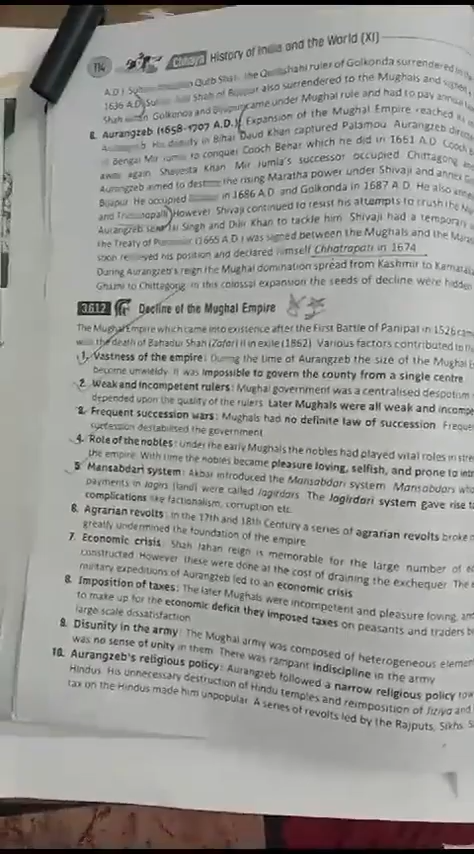 114 Chhaya History of India and the World (XI)
A.D.) Sultan Qutb Shah, the Qutbshahi ruler of Golkonda surrendered
1636 A.D. Sultan Shah of Bijapur also surrendered to the Mughals and signed
Shah Golkonda and Bijapur came under Mughal rule and had to pay annual
6. Aurangzeb (1658-1707 A.D.): Expansion of the Mughal Empire reached its
Aurangzeb. His deputy in Bihar Daud Khan captured Palamou. Aurangzeb
of Bengal Mir Jumla to conquer Cooch Behar which he did in 1651 A.D. Cooch
away again. Shayesta Khan Mir Jumla's successor occupied Chittagong
Aurangzeb aimed to destroy the rising Maratha power under Shivaji and annex
Bijapur. He occupied in 1686 A.D. and Golkonda in 1687 A.D. He also
and However Shivaji continued to resist his attempts to crush the
Aurangzeb sent Jai Singh and Dilir Khan to tackle him. Shivaji had a temporary
the Treaty of (1665 A.D.) was signed between the Mughals and the
soon his position and declared himself Chhatrapati in 1674
During Aurangzeb's reign the Mughal domination spread from Kashmir to
Ghazni to Chittagong. In this colossal expansion the seeds of decline were hidden
3.6.12 Decline of the Mughal Empire
The Mughal Empire which came into existence after the First Battle of Panipat in 1526
with the death of Bahadur Shah (Zafar) II in exile (1862). Various factors contributed to
1. Vastness of the empire: During the time of Aurangzeb the size of the Mughal
become unwieldy. It was impossible to govern the county from a single centre
2. Weak and incompetent rulers: Mughal government was a centralised despotism
depended upon the quality of the rulers. Later Mughals were all weak and
3. Frequent succession wars: Mughals had no definite law of succession.
succession destabilised the government
4. Role of the nobles: under the early Mughals the nobles had played vital roles in
the empire. With time the nobles became pleasure loving, selfish, and prone to
5. Mansabdari system: Akbar introduced the Mansabdari system. Mansabdars
payments in Jagirs (land) were called Jagirdars. The Jagirdari system gave rise
complications like factionalism, corruption etc.
6. Agrarian revolts: In the 17th and 18th Century a series of agrarian revolts broke
greatly undermined the foundation of the empire.
7. Economic crisis: Shah Jahan reign is memorable for the large number of
constructed. However these were done at the cost of draining the exchequer. The
military expeditions of Aurangzeb led to an economic crisis
8. Imposition of taxes: The later Mughals were incompetent and pleasure loving, and
to make up for the economic deficit they imposed taxes on peasants and traders
large scale dissatisfaction
9. Disunity in the army: The Mughal army was composed of heterogeneous
was no sense of unity in them. There was rampant indiscipline in the army
10. Aurangzeb's religious policy: Aurangzeb followed a narrow religious policy
Hindus. His unnecessary destruction of Hindu temples and reimposition of Jiziya and
tax on the Hindus made him unpopular. A series of revolts led by the Rajputs, Sikhs,